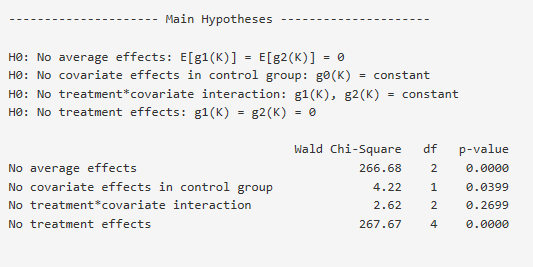 -------------------- Main Hypotheses --------------------
H0: No average effects: E[g1(K)] = E[g2(K)] = 0
H0: No covariate effects in control group: g0(K) = constant
H0: No treatment*covariate interaction: g1(K), g2(K) = constant
H0: No treatment effects: g1(K) = g2(K) = 0
Wald Chi-Square df p-value
No average effects 266.68 2 0.0000
No covariate effects in control group 4.22 1 0.0399
No treatment*covariate interaction 2.62 2 0.2699
No treatment effects 267.67 4 0.0000